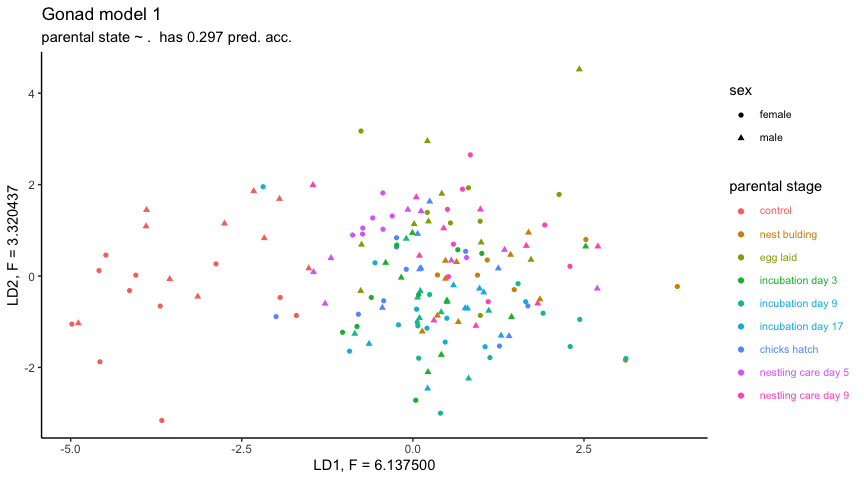 Gonad model 1
parental state ~ .  has 0.297 pred. acc.
4
2
0
-2
LD2, F = 3.320437
-5.0
-2.5
0.0
2.5
LD1, F = 6.137500
sex
female
male
parental stage
control
nest bulding
egg laid
incubation day 3
incubation day 9
incubation day 17
chicks hatch
nestling care day 5
nestling care day 9